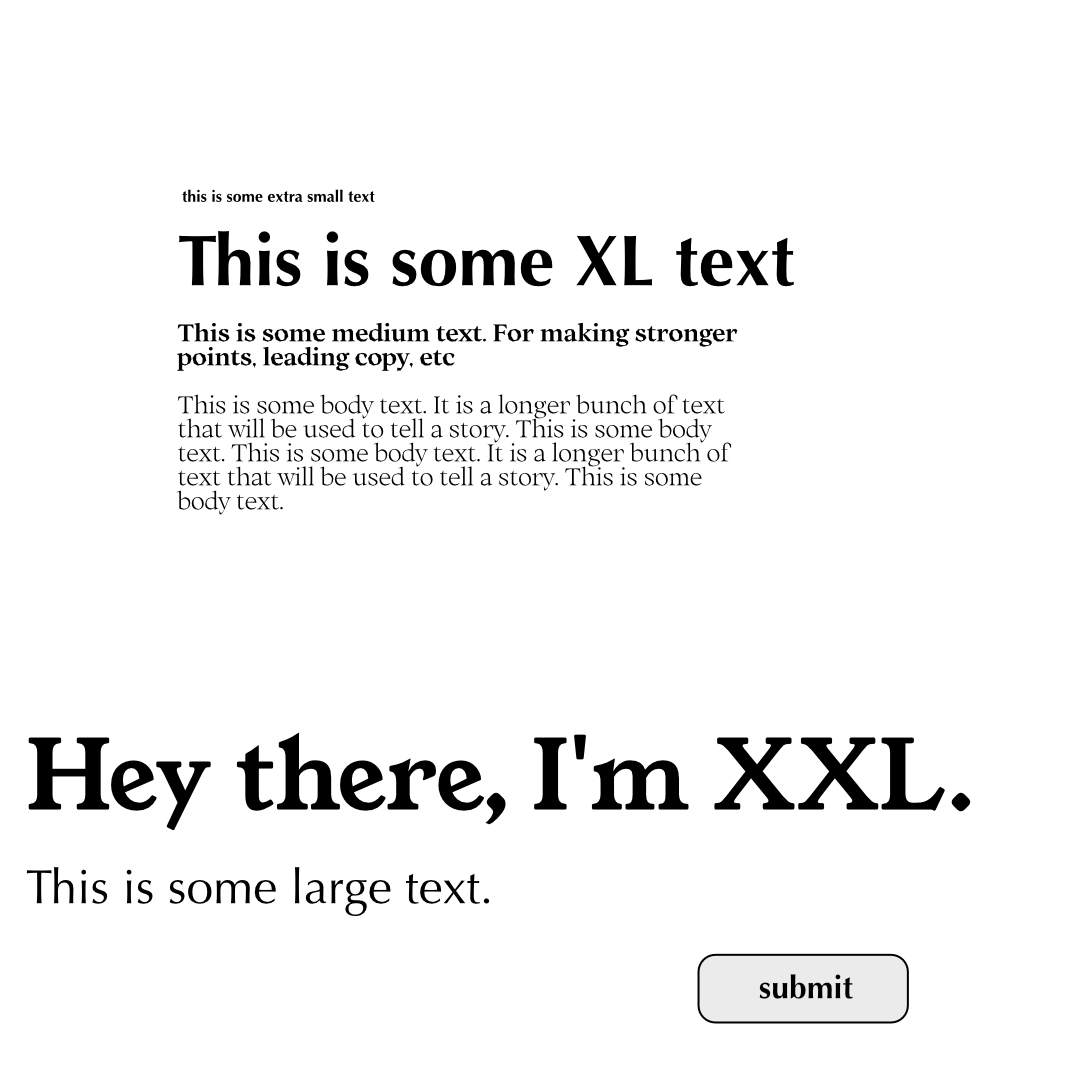 this is some extra small text
This is some XL text
This is some medium text. For making stronger
points, leading copy, etc
This is some body text. It is a longer bunch of text
that will be used to tell a story. This is some body
text. This is some body text. It is a longer bunch of
text that will be used to tell a story. This is some
body text.
Hey there, I'm XXL.
This is some large text.
submit